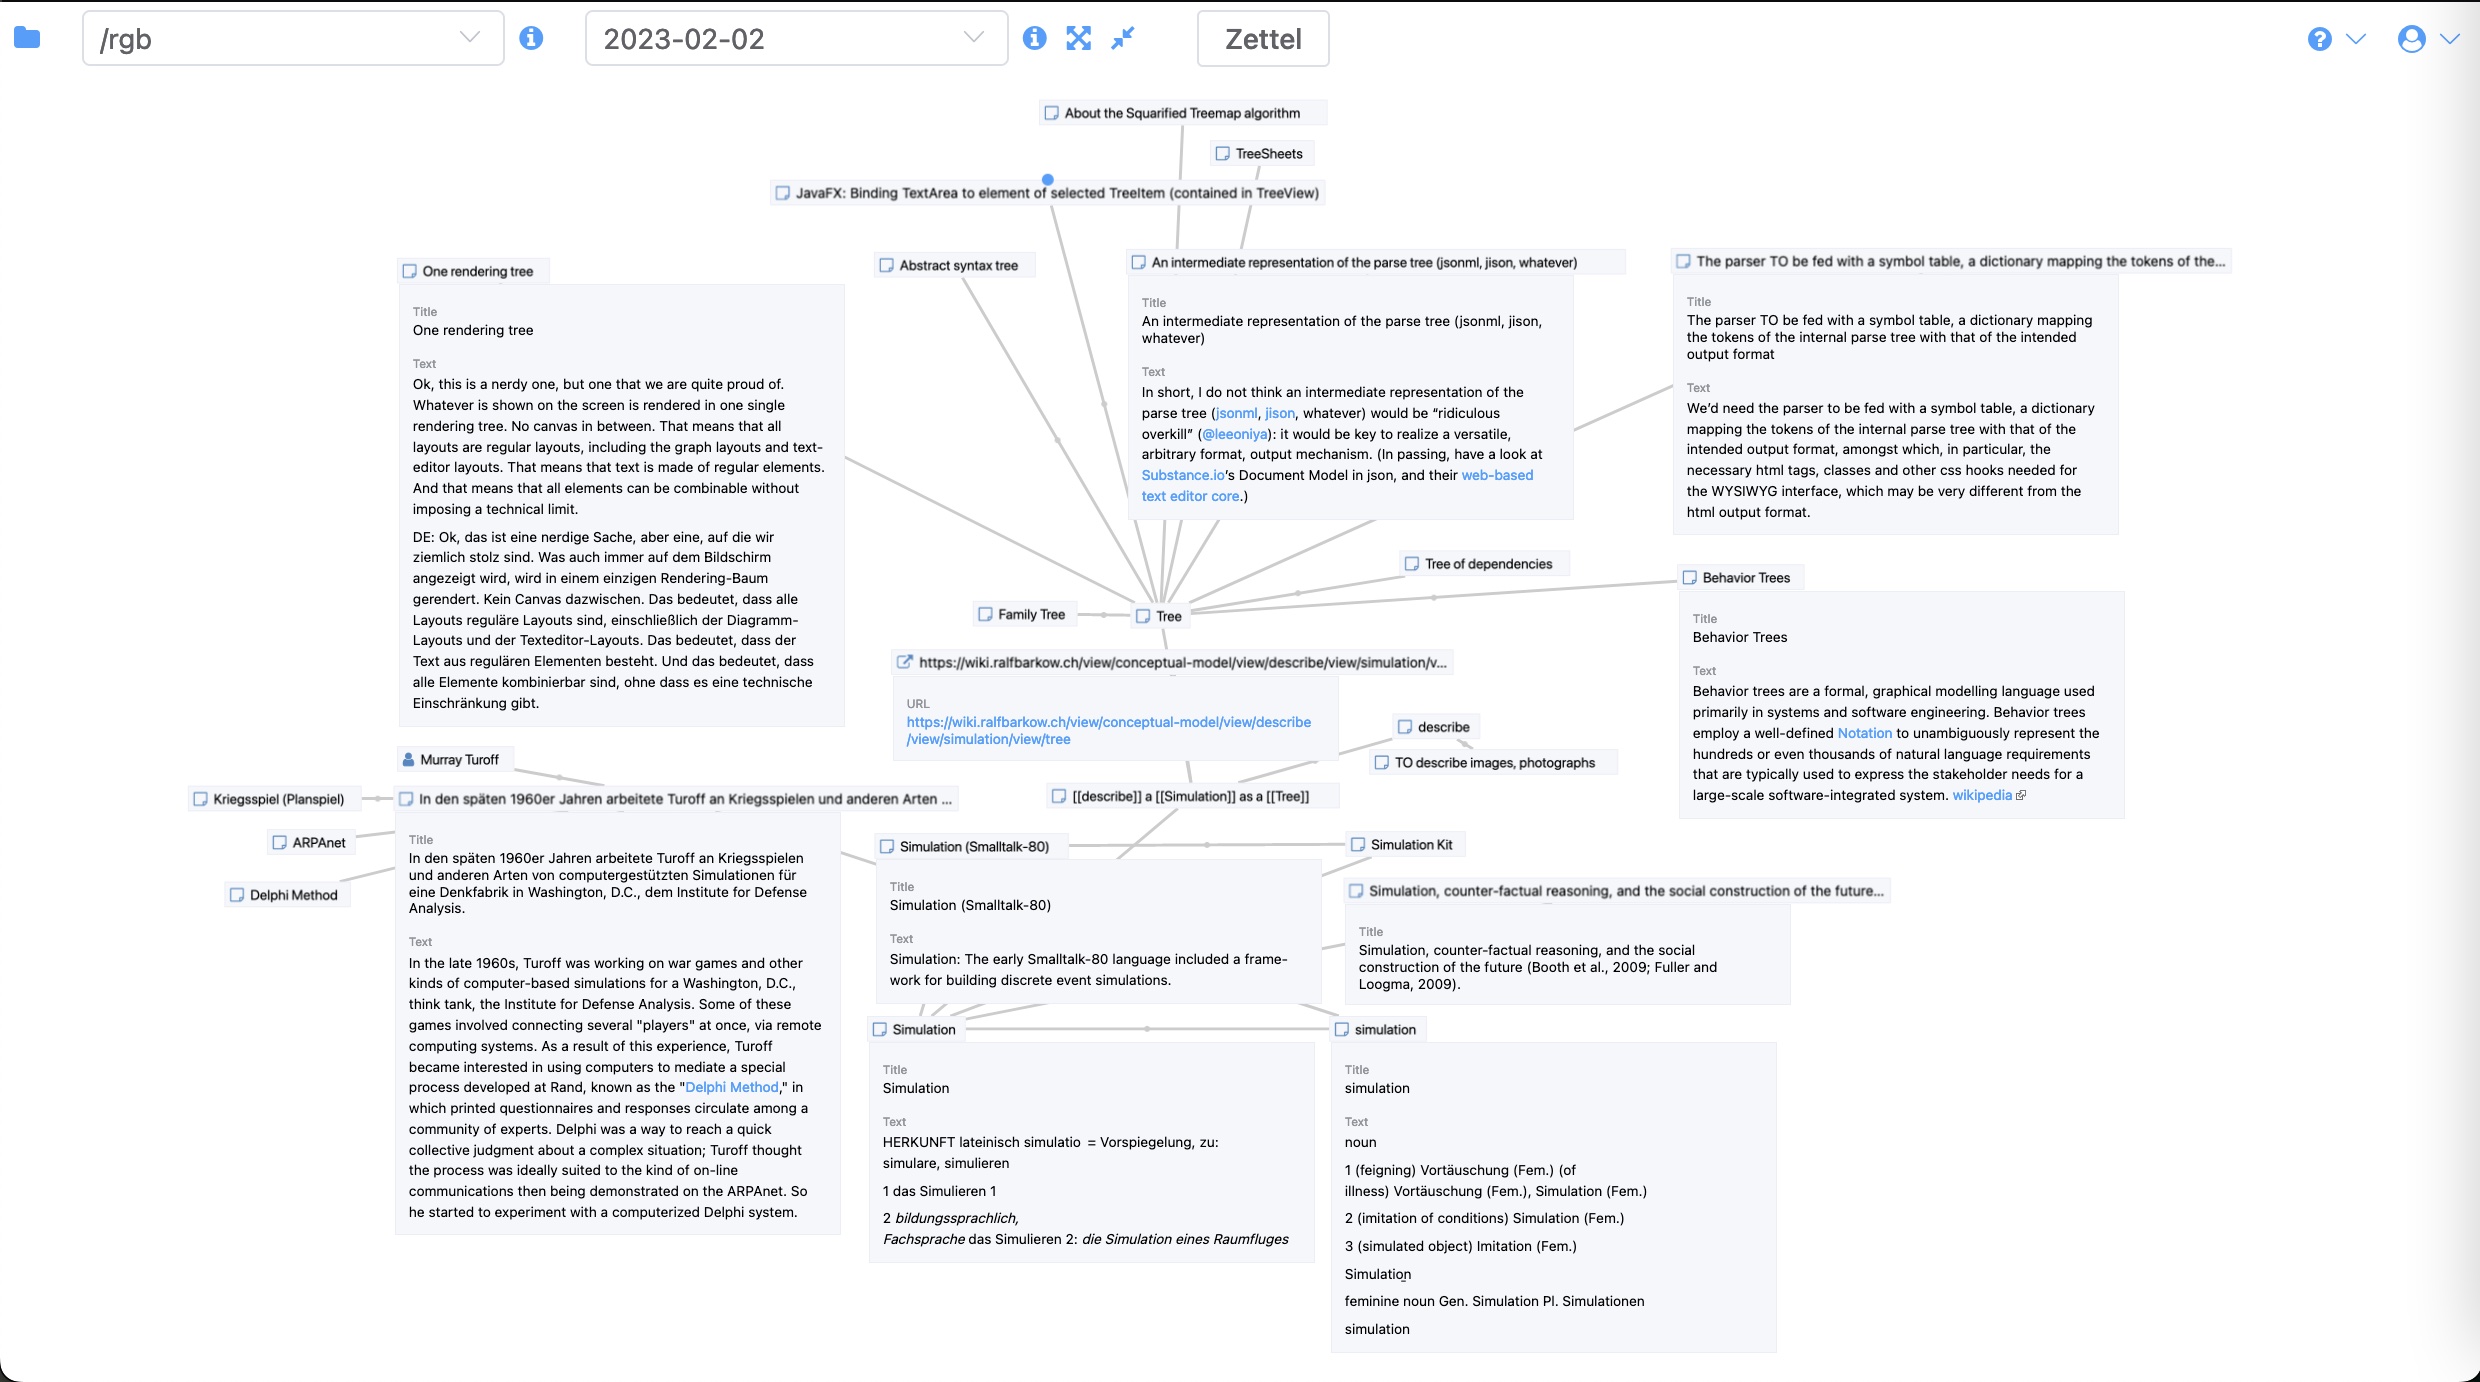 /rgb
2023-02-02
Zettel
About the Squarified Treemap algorithm
TreeSheets
JavaFX: Binding TextArea to element of selected TreeItem (contained in TreeView)
One rendering tree
Title
One rendering tree
Text
Ok, this is a nerdy one, but one that we are quite proud of.
Whatever is shown on the screen is rendered in one single
rendering tree. No canvas in between. That means that all
layouts are regular layouts, including the graph layouts and text-
editor layouts. That means that text is made of regular elements.
And that means that all elements can be combinable without
imposing a technical limit.
DE: Ok, das ist eine nerdige Sache, aber eine, auf die wir
ziemlich stolz sind. Was auch immer auf dem Bildschirm
angezeigt wird, wird in einem einzigen Rendering-Baum
gerendert. Kein Canvas dazwischen. Das bedeutet, dass alle
Layouts reguläre Layouts sind, einschließlich der Diagramm-
Layouts und der Texteditor-Layouts. Das bedeutet, dass der
Text aus regulären Elementen besteht. Und das bedeutet, dass
alle Elemente kombinierbar sind, ohne dass es eine technische
Einschränkung gibt.
Abstract syntax tree
An intermediate representation of the parse tree (jsonml, jison, whatever)
Title
An intermediate representation of the parse tree (jsonml, jison,
whatever)
Text
In short, I do not think an intermediate representation of the
parse tree (jsonml, jison, whatever) would be “ridiculous
overkill” (@leeoniya): it would be key to realize a versatile,
arbitrary format, output mechanism. (In passing, have a look at
Substance.io’s Document Model in json, and their web-based
text editor core.)
The parser TO be fed with a symbol table, a dictionary mapping the tokens of the...
Title
The parser TO be fed with a symbol table, a dictionary mapping
the tokens of the internal parse tree with that of the intended
output format
Text
We’d need the parser to be fed with a symbol table, a dictionary
mapping the tokens of the internal parse tree with that of the
intended output format, amongst which, in particular, the
necessary html tags, classes and other css hooks needed for
the WYSIWYG interface, which may be very different from the
html output format.
Tree of dependencies
Family Tree
Tree
Behavior Trees
Title
Behavior Trees
Text
Behavior trees are a formal, graphical modelling language used
primarily in systems and software engineering. Behavior trees
employ a well-defined Notation to unambiguously represent the
hundreds or even thousands of natural language requirements
that are typically used to express the stakeholder needs for a
large-scale software-integrated system. wikipedia
https://wiki.ralfbarkow.ch/view/conceptual-model/view/describe/view/simulation/v...
URL
https://wiki.ralfbarkow.ch/view/conceptual-model/view/describe
/view/simulation/view/tree
describe
TO describe images, photographs
[[describe]] a [[Simulation]] as a [[Tree]]
Murray Turoff
Kriegsspiel (Planspiel)
In den späten 1960er Jahren arbeitete Turoff an Kriegsspielen und anderen Arten ...
ARPAnet
Delphi Method
Title
In den späten 1960er Jahren arbeitete Turoff an Kriegsspielen
und anderen Arten von computergestützten Simulationen für
eine Denkfabrik in Washington, D.C., dem Institute for Defense
Analysis.
Text
In the late 1960s, Turoff was working on war games and other
kinds of computer-based simulations for a Washington, D.C.,
think tank, the Institute for Defense Analysis. Some of these
games involved connecting several "players" at once, via remote
computing systems. As a result of this experience, Turoff
became interested in using computers to mediate a special
process developed at Rand, known as the "Delphi Method," in
which printed questionnaires and responses circulate among a
community of experts. Delphi was a way to reach a quick
collective judgment about a complex situation; Turoff thought
the process was ideally suited to the kind of on-line
communications then being demonstrated on the ARPAnet. So
he started to experiment with a computerized Delphi system.
Simulation (Smalltalk-80)
Title
Simulation (Smalltalk-80)
Text
Simulation: The early Smalltalk-80 language included a frame-
work for building discrete event simulations.
Simulation Kit
Simulation, counter-factual reasoning, and the social construction of the future...
Title
Simulation, counter-factual reasoning, and the social
construction of the future (Booth et al., 2009; Fuller and
Loogma, 2009).
Simulation
Title
Simulation
Text
HERKUNFT lateinisch simulatio = Vorspiegelung, zu:
simulare, simulieren
1 das Simulieren 1
2 bildungssprachlich,
Fachsprache das Simulieren 2: die Simulation eines Raumfluges
simulation
Title
simulation
Text
noun
1 (feigning) Vortäuschung (Fem.) (of
illness) Vortäuschung (Fem.), Simulation (Fem.)
2 (imitation of conditions) Simulation (Fem.)
3 (simulated object) Imitation (Fem.)
Simulatio̲n
feminine noun Gen. Simulation Pl. Simulationen
simulation